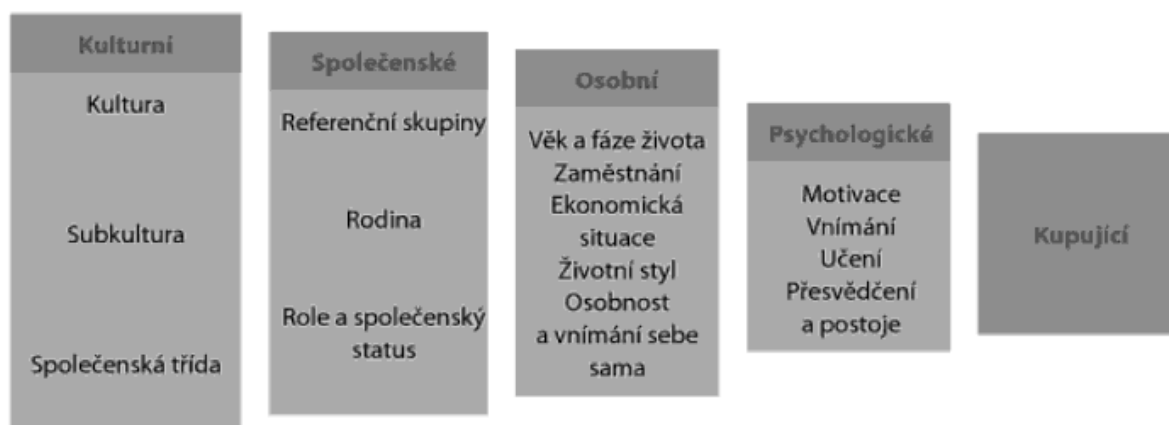 Kulturní
Kultura
Subkultura
Společenská třída
Společenské
Referenční skupiny
Rodina
Role a společenský
status
Osobní
Věk a fáze života
Zaměstnání
Ekonomická
situace
Životní styl
Osobnost
a vnímání sebe
sama
Psychologické
Motivace
Vnímání
Učení
Přesvědčení
a postoje
Kupující